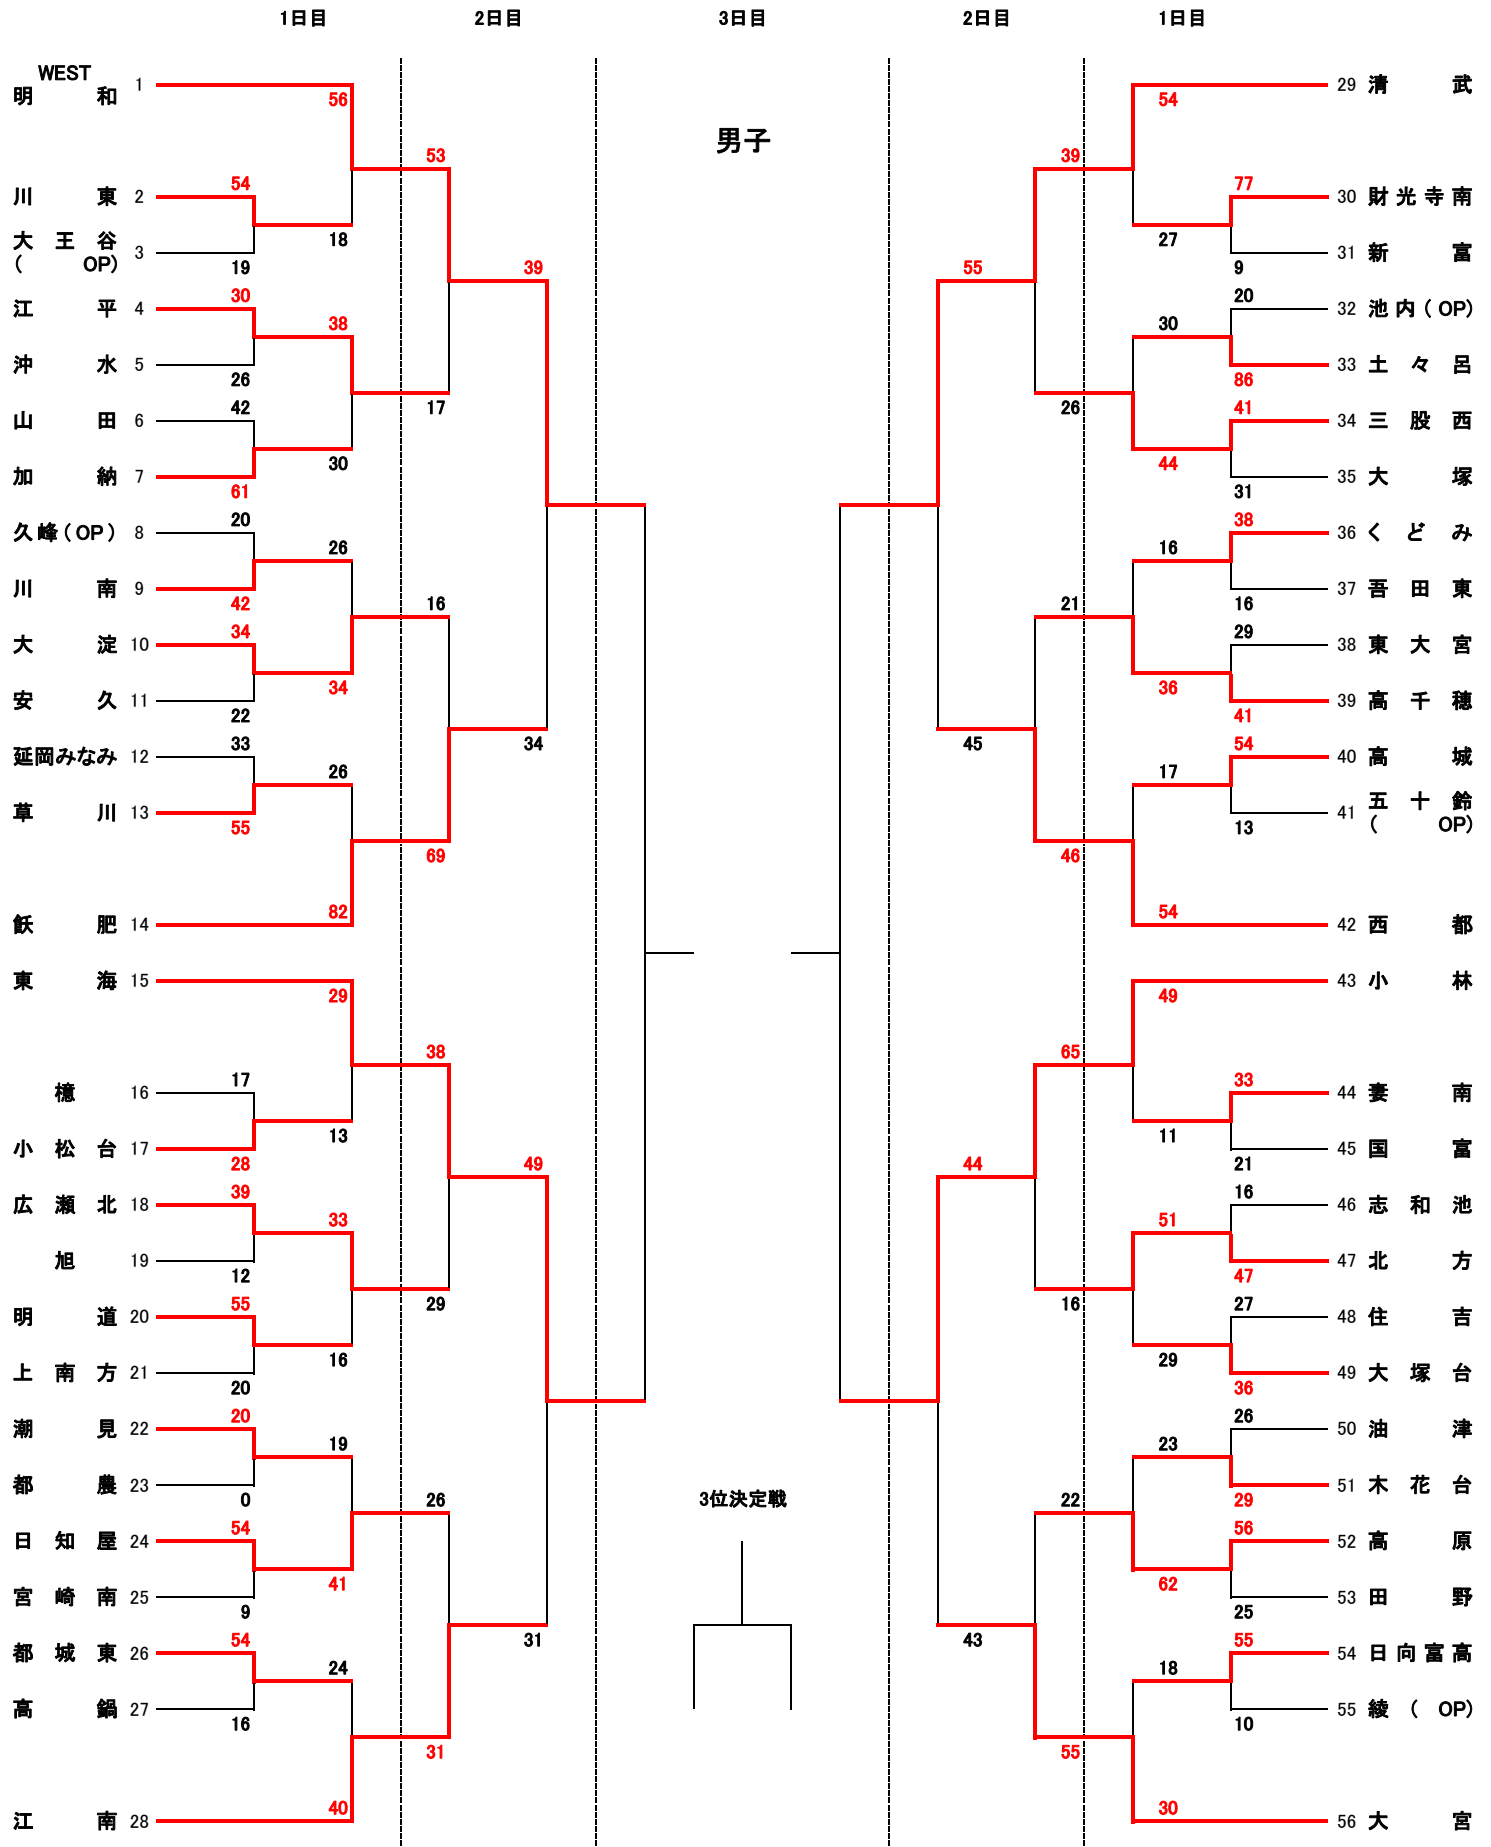 1日目 2日目 3日目 2日目 1日目
男子
WEST
明和 1
56
53
川東 2
54
18
大王谷
(OP) 3
19
39
江平 4
30
38
沖水 5
26
17
山田 6
42
30
加納 7
61
久峰(OP) 8
20
26
川南 9
42
16
大淀 10
34
34
安久 11
22
34
延岡みなみ 12
33
26
草川 13
55
69
飫肥 14
82
東海 15
29
38
檍 16
17
13
小松台 17
28
49
広瀬北 18
39
33
旭 19
12
29
明道 20
55
16
上南方 21
20
潮見 22
20
19
都農 23
0
26
日知屋 24
54
41
宮崎南 25
9
31
都城東 26
54
24
高鍋 27
16
31
江南 28
40
29 清武
54
39
30 財光寺南
77
27
31 新富
9
55
32 池内(OP)
20
30
33 土々呂
86
26
34 三股西
41
44
35 大塚
31
36 くどみ
38
16
37 吾田東
16
21
38 東大宮
29
36
39 高千穂
41
45
40 高城
54
17
41 五十鈴
(OP)
13
46
42 西都
54
43 小林
49
65
44 妻南
33
11
45 国富
21
44
46 志和池
16
51
47 北方
47
16
48 住吉
27
29
49 大塚台
36
50 油津
26
23
51 木花台
29
22
52 高原
56
62
53 田野
25
43
54 日向富高
55
18
55 綾(OP)
10
55
56 大宮
30
3位決定戦